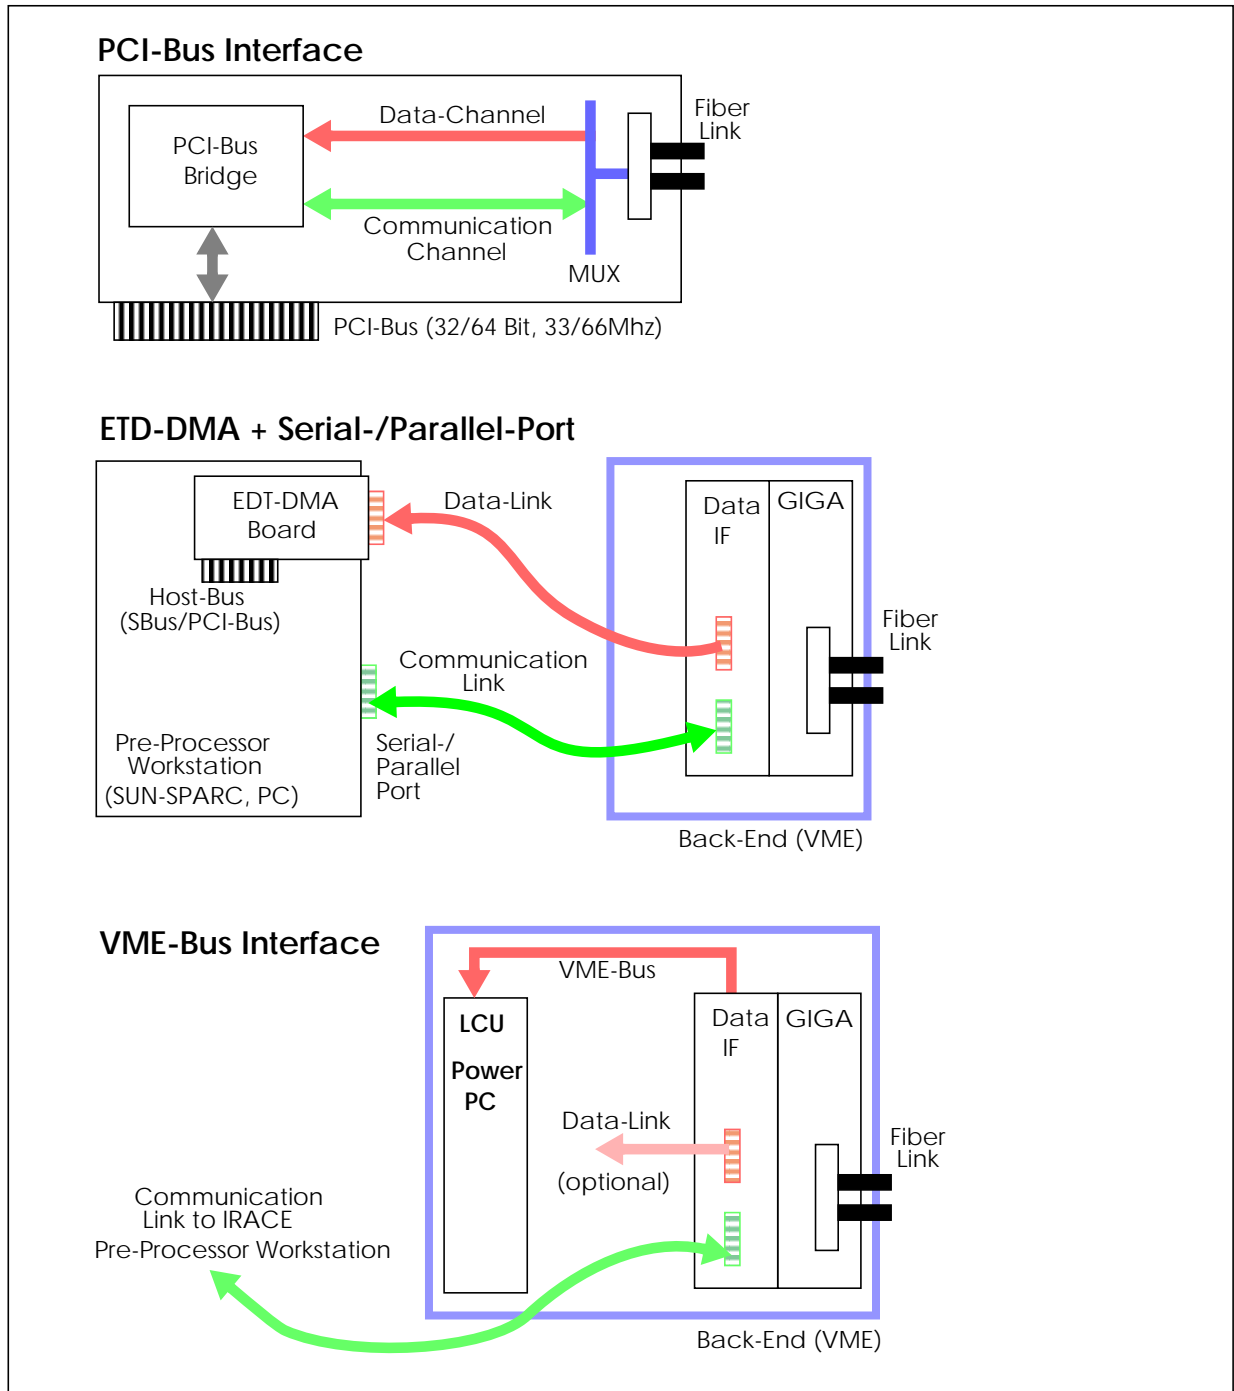 PCI-Bus Interface
Data-Channel
Fiber
Link
PCI-Bus
Bridge
Communication
Channel
MUX
PCI-Bus (32/64 Bit, 33/66Mhz)
ETD-DMA + Serial-/Parallel-Port
EDT-DMA
Board
Data-Link
Data
IF
GIGA
Host-Bus
(SBus/PCI-Bus)
Fiber
Link
Communication
Link
Pre-Processor
Workstation
(SUN-SPARC, PC)
Serial-/
Parallel
Port
Back-End (VME)
VME-Bus Interface
VME-Bus
LCU
Power
PC
Data
IF
GIGA
Data-Link
(optional)
Fiber
Link
Communication
Link to IRACE
Pre-Processor Workstation
Back-End (VME)